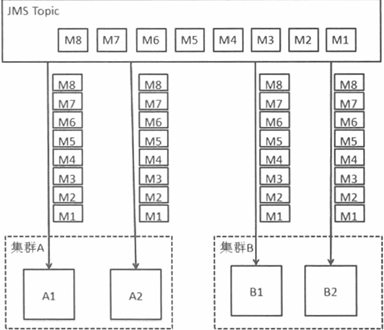 JMS Topic
M8 M7 M6 M5 M4 M3 M2 M1
M8 M8 M8 M8
M7 M7 M7 M7
M6 M6 M6 M6
M5 M5 M5 M5
M4 M4 M4 M4
M3 M3 M3 M3
M2 M2 M2 M2
M1 M1 M1 M1
集群A 集群B
A1 A2 B1 B2